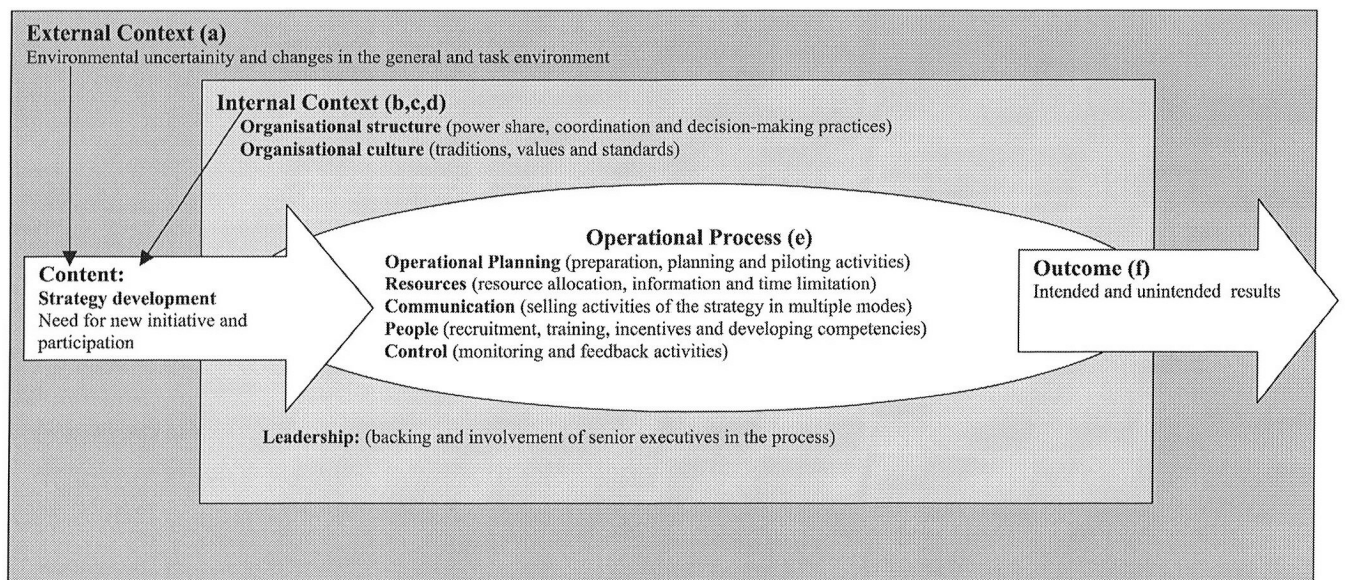 External Context (a)
Environmental uncertainity and changes in the general and task environment
Internal Context (b,c,d)
Organisational structure (power share, coordination and decision-making practices)
Organisational culture (traditions, values and standards)
Operational Process (e)
Operational Planning (preparation, planning and piloting activities)
Resources (resource allocation, information and time limitation)
Communication (selling activities of the strategy in multiple modes)
People (recruitment, training, incentives and developing competencies)
Control (monitoring and feedback activities)
Content:
Strategy development
Need for new initiative and
participation
Outcome (f)
Intended and unintended results
Leadership: (backing and involvement of senior executives in the process)